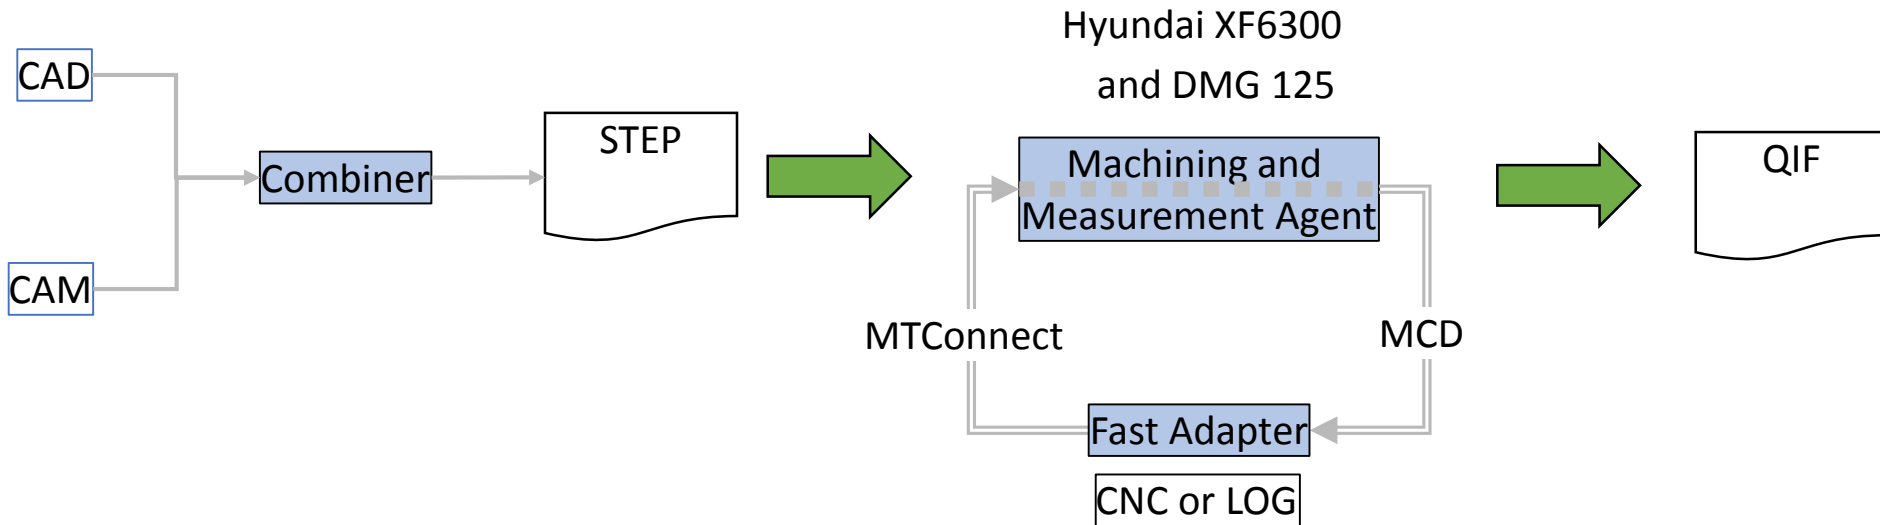 CAD
CAM
Combiner
STEP
Hyundai XF6300
and DMG 125
Machining and
Measurement Agent
MTConnect
MCD
Fast Adapter
CNC or LOG
QIF